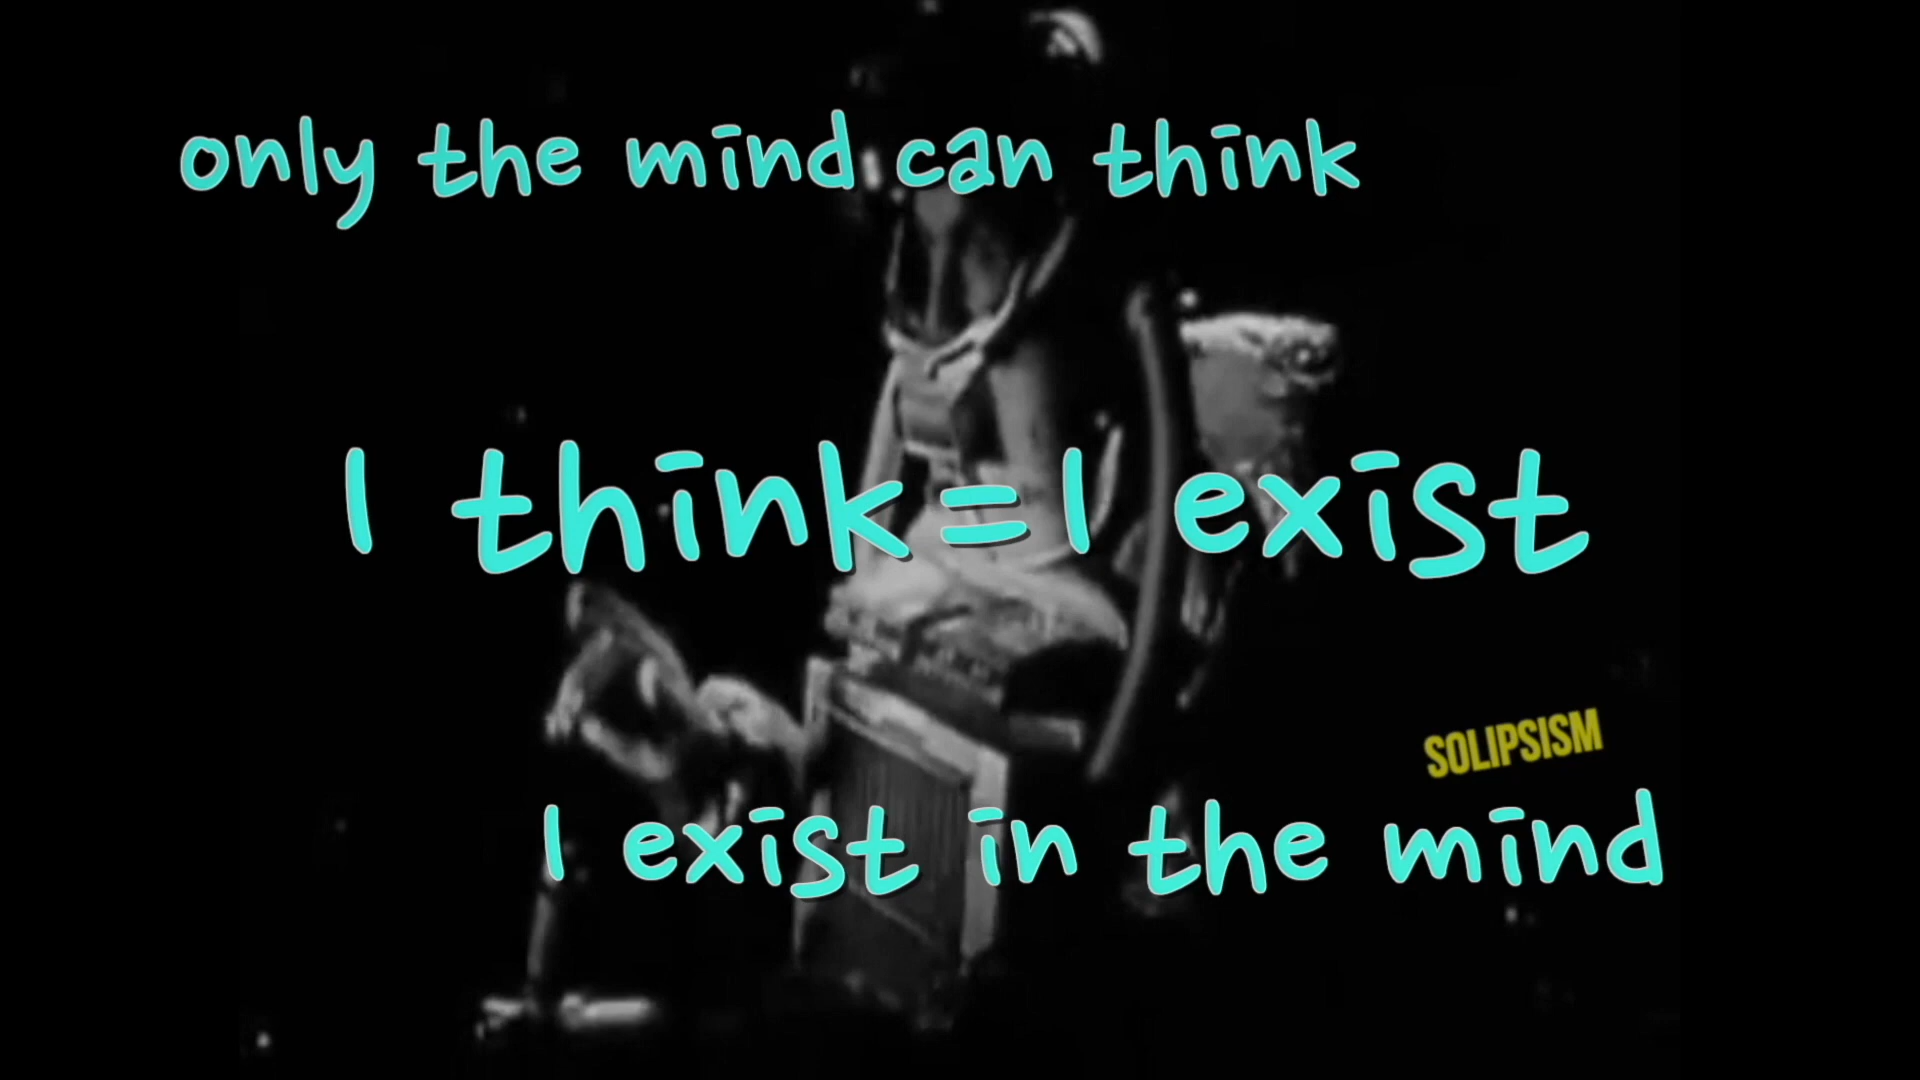 only the mind can think
I think=I exist
SOLIPSISM
I exist in the mind